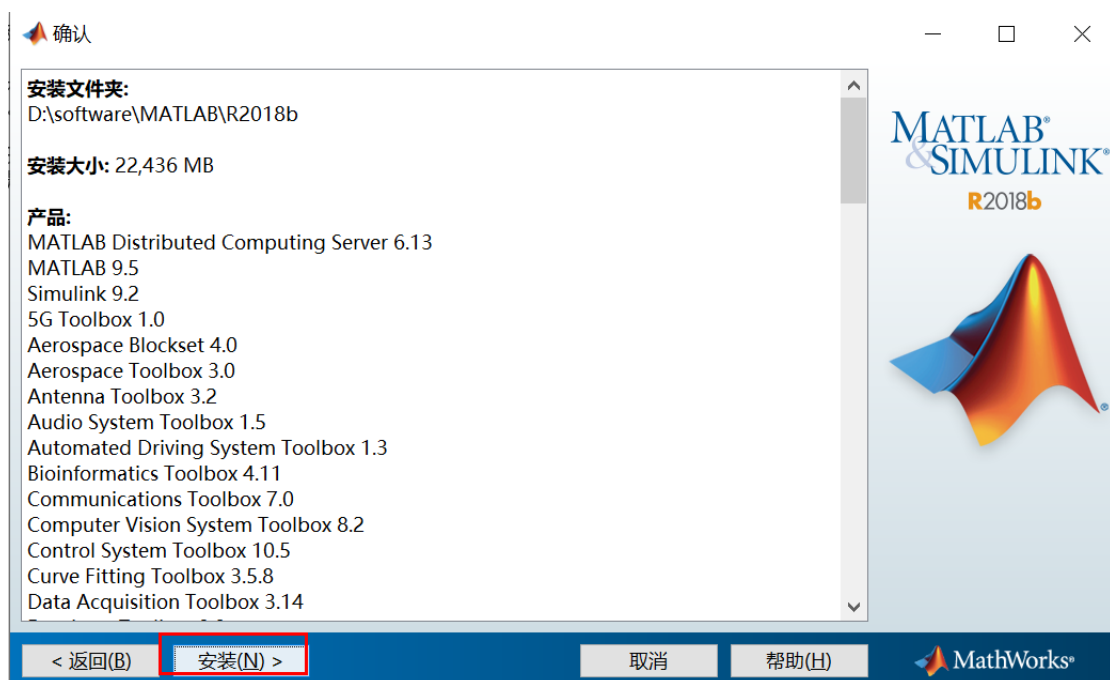 确认
安装文件夹:
D:\software\MATLAB\R2018b
安装大小: 22,436 MB
产品:
MATLAB Distributed Computing Server 6.13
MATLAB 9.5
Simulink 9.2
5G Toolbox 1.0
Aerospace Blockset 4.0
Aerospace Toolbox 3.0
Antenna Toolbox 3.2
Audio System Toolbox 1.5
Automated Driving System Toolbox 1.3
Bioinformatics Toolbox 4.11
Communications Toolbox 7.0
Computer Vision System Toolbox 8.2
Control System Toolbox 10.5
Curve Fitting Toolbox 3.5.8
Data Acquisition Toolbox 3.14
MATLAB®
&SIMULINK®
R2018b
®
< 返回(B)
安装(N) >
取消
帮助(H)
MathWorks®